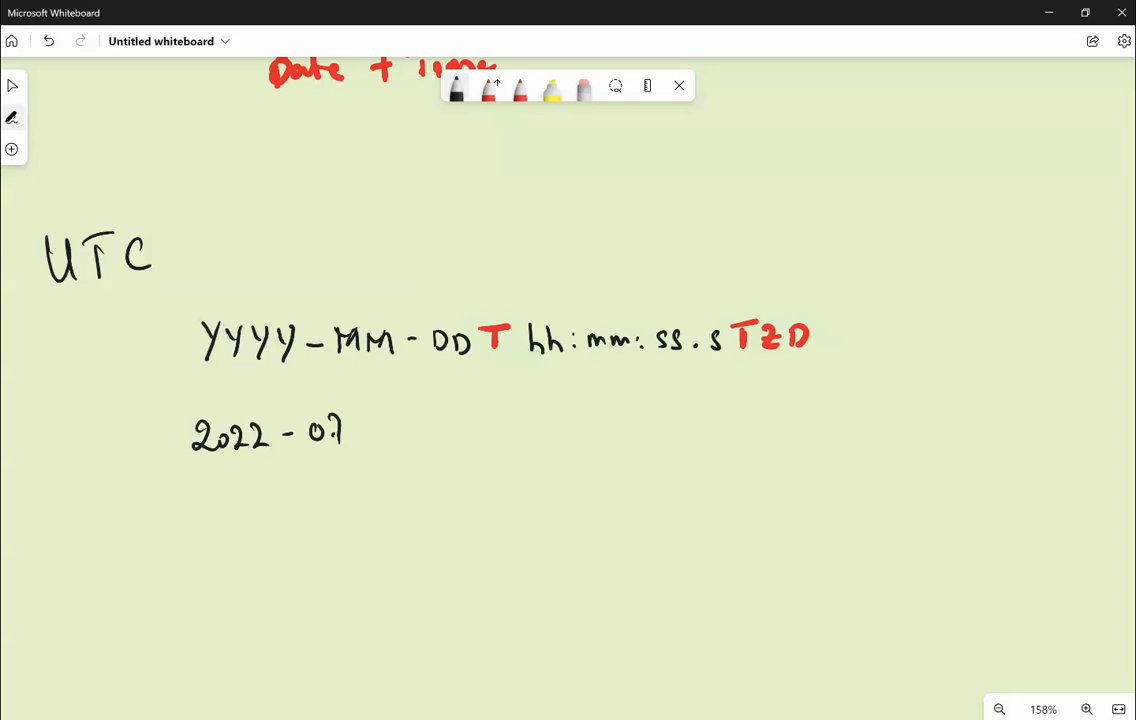 Microsoft Whiteboard
Untitled whiteboard
Date + Time
UTC
YYYY-MM-DDThh:mm:ss.sTZD
2022-07
158%